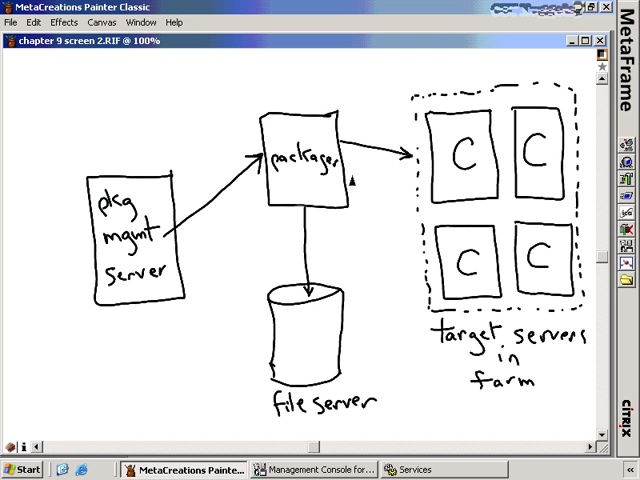 MetaCreations Painter Classic
File Edit Effects Canvas Window Help
chapter 9 screen 2.RIF @ 100%
pkg
mgmt
server
packager
C C
C C
file server
target servers
in
farm
MetaFrame
CITRIX
Start
MetaCreations Painte...
Management Console for...
Services